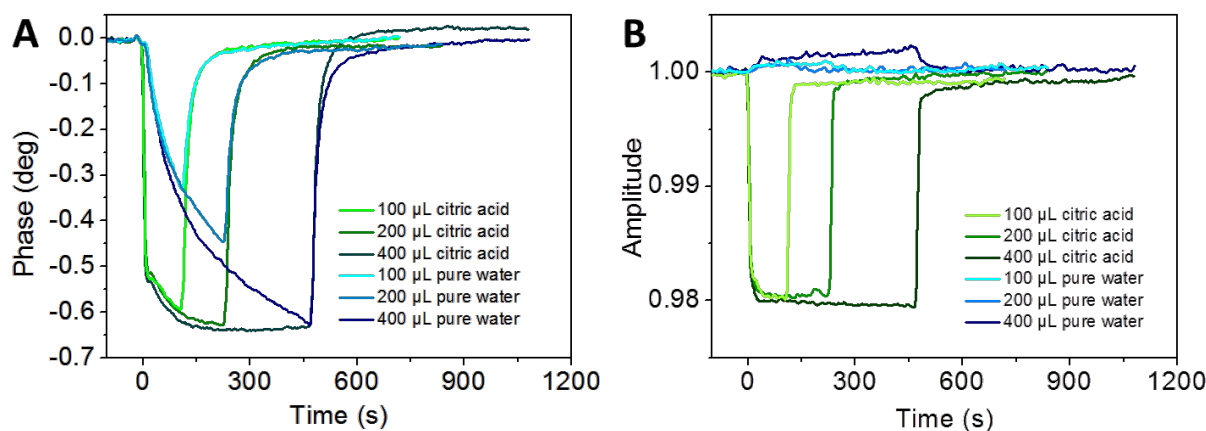 A
Phase (deg)
0.0
-0.1
-0.2
-0.3
-0.4
-0.5
-0.6
-0.7
100 µL citric acid
200 µL citric acid
400 µL citric acid
100 µL pure water
200 µL pure water
400 µL pure water
0 300 600 900 1200
Time (s)
B
Amplitude
1.00
0.99
0.98
100 µL citric acid
200 µL citric acid
400 µL citric acid
100 µL pure water
200 µL pure water
400 µL pure water
0 300 600 900 1200
Time (s)